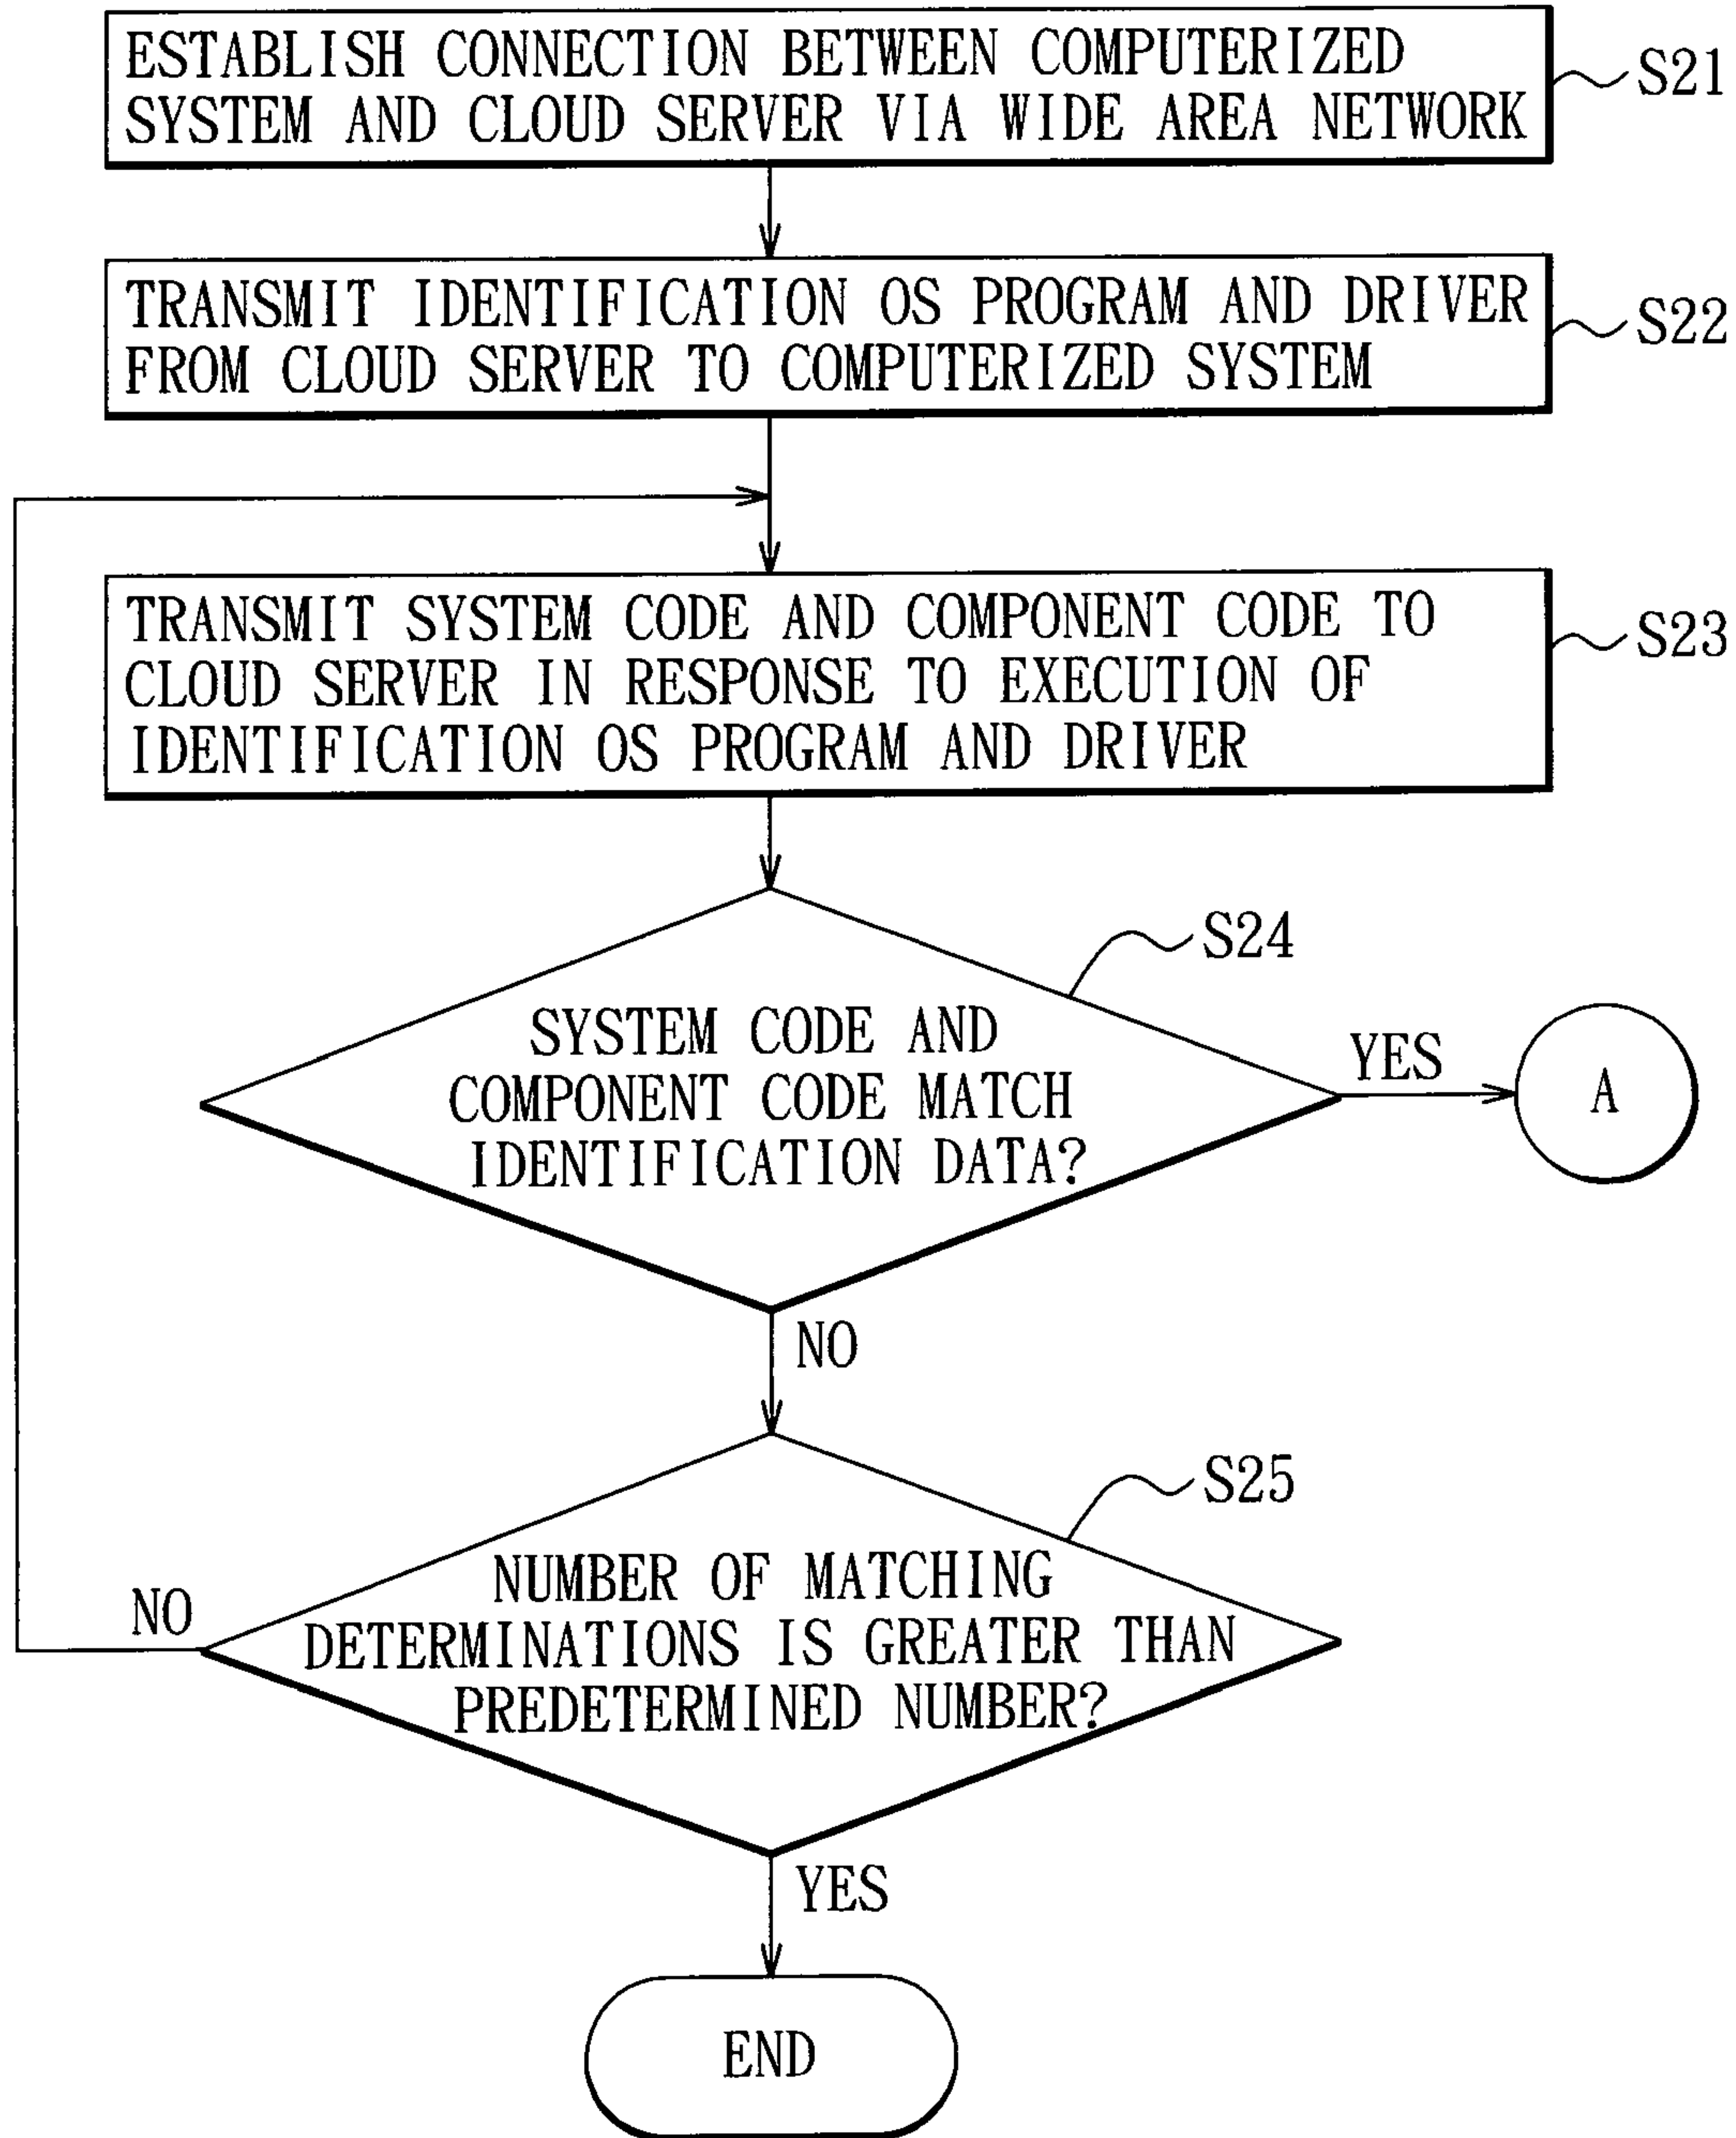 ESTABLISH CONNECTION BETWEEN COMPUTERIZED
SYSTEM AND CLOUD SERVER VIA WIDE AREA NETWORK
S21
TRANSMIT IDENTIFICATION OS PROGRAM AND DRIVER
FROM CLOUD SERVER TO COMPUTERIZED SYSTEM
S22
TRANSMIT SYSTEM CODE AND COMPONENT CODE TO
CLOUD SERVER IN RESPONSE TO EXECUTION OF
IDENTIFICATION OS PROGRAM AND DRIVER
S23
S24
SYSTEM CODE AND
COMPONENT CODE MATCH
IDENTIFICATION DATA?
YES
A
NO
S25
NUMBER OF MATCHING
DETERMINATIONS IS GREATER THAN
PREDETERMINED NUMBER?
NO
YES
END